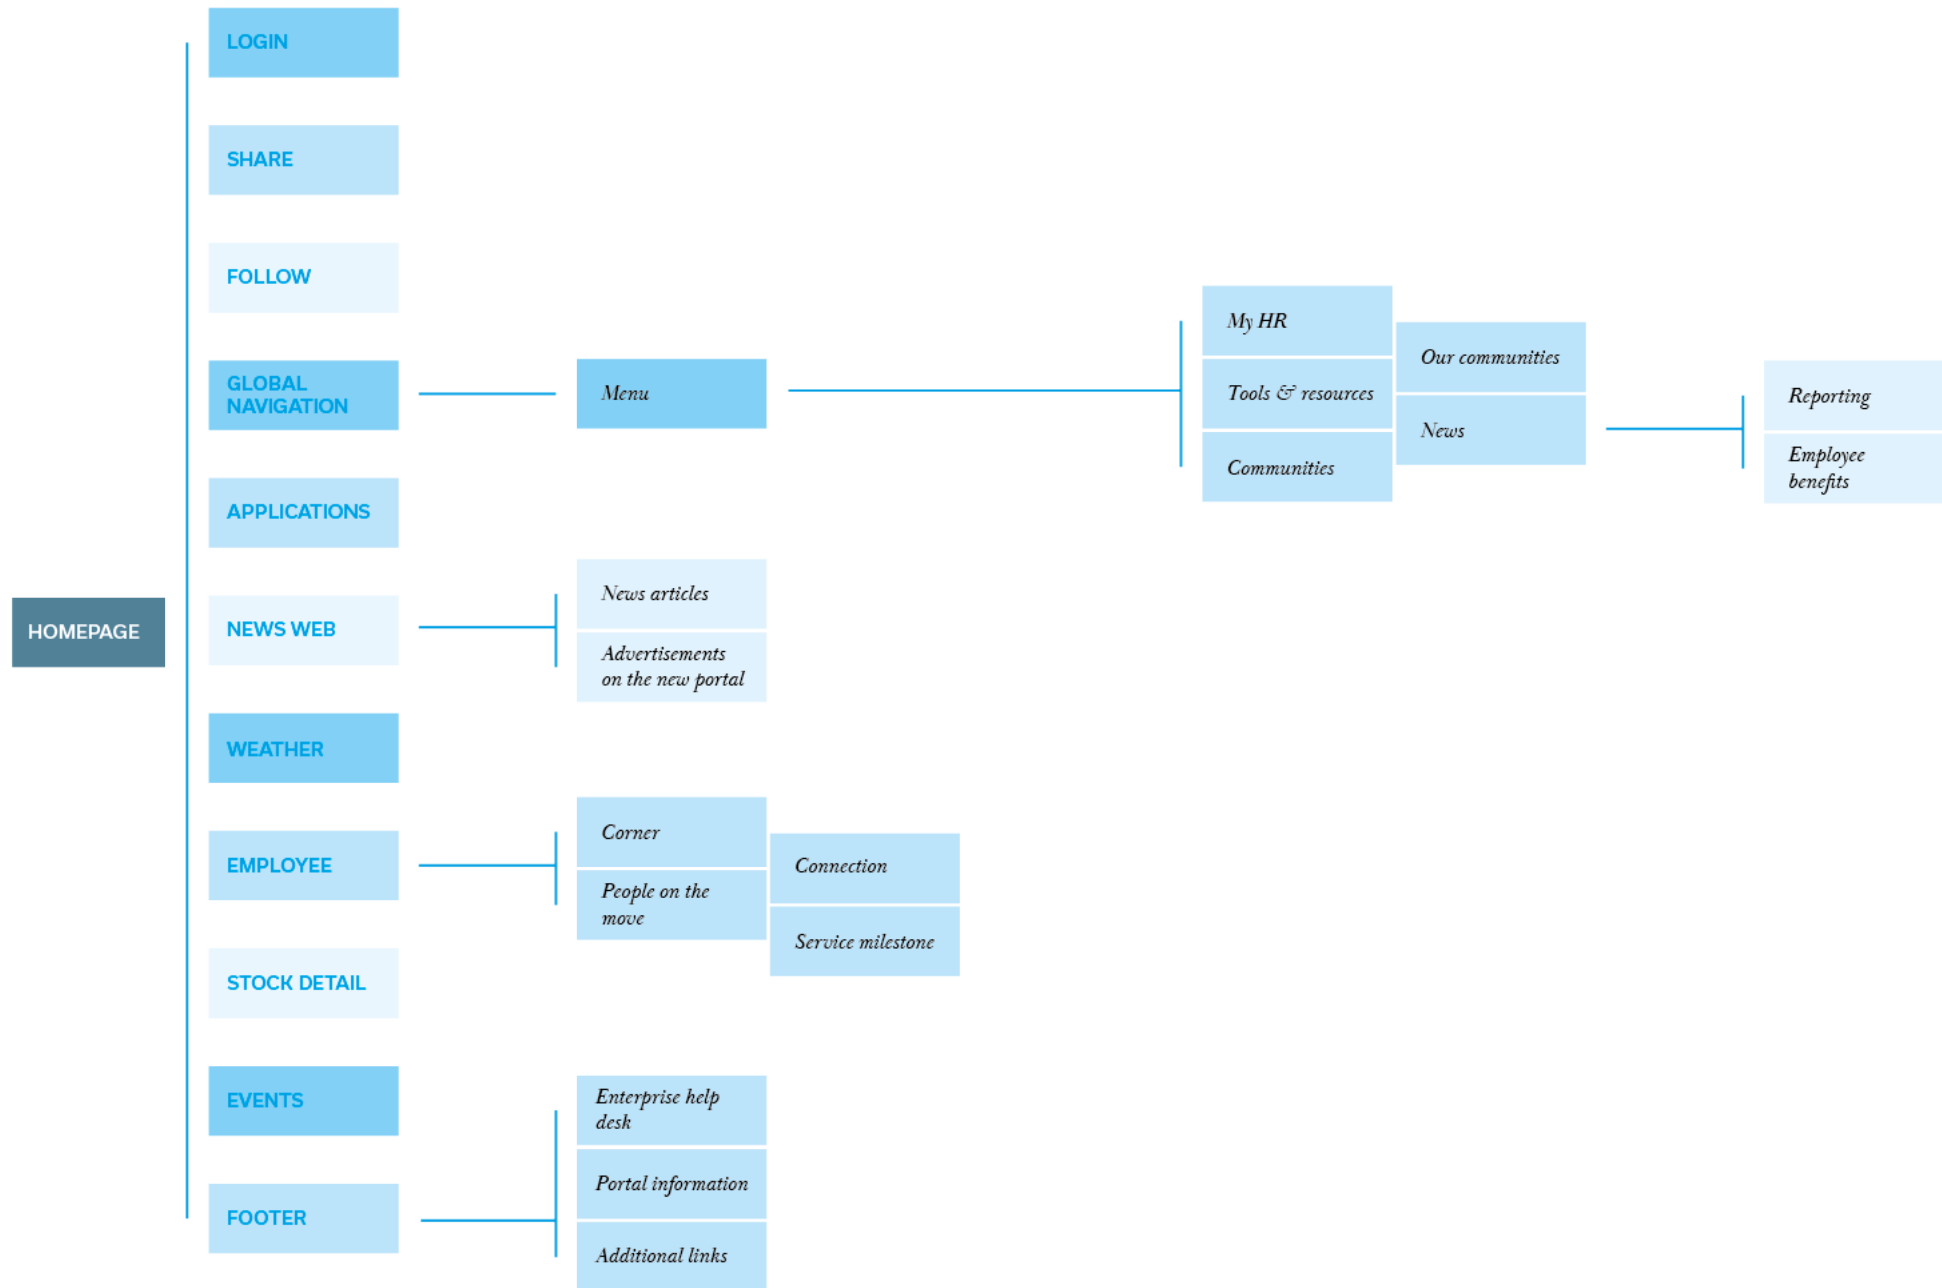 HOMEPAGE
LOGIN
SHARE
FOLLOW
GLOBAL
NAVIGATION
Menu
My HR
Tools & resources
Communities
Our communities
News
Reporting
Employee
benefits
APPLICATIONS
NEWS WEB
News articles
Advertisements
on the new portal
WEATHER
EMPLOYEE
Corner
People on the
move
Connection
Service milestone
STOCK DETAIL
EVENTS
FOOTER
Enterprise help
desk
Portal information
Additional links